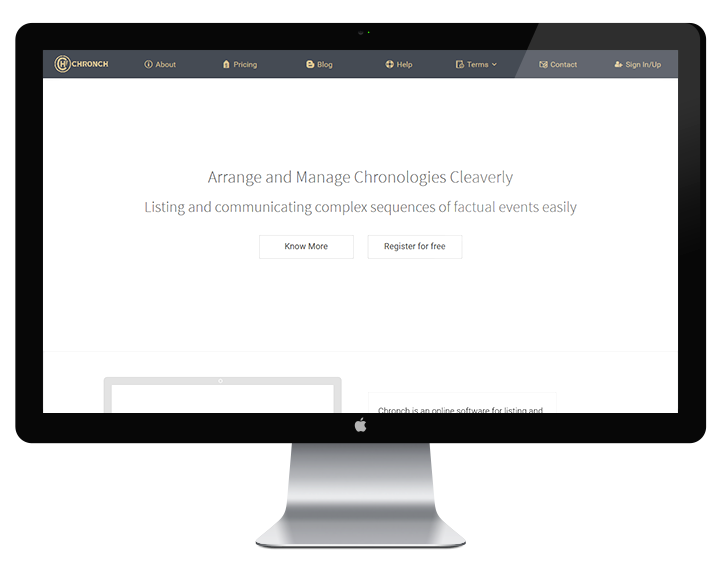 CHRONCH About Pricing Blog Help Terms Contact Sign In/Up
Arrange and Manage Chronologies Cleaverly
Listing and communicating complex sequences of factual events easily
Know More Register for free
Chronch is an online software for listing and